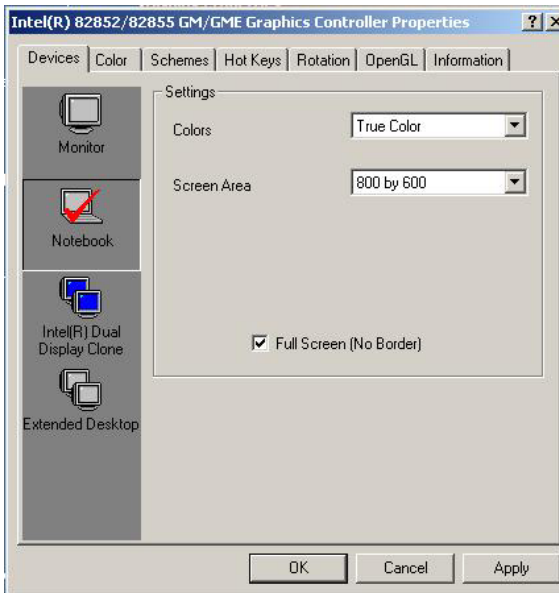 Intel(R) 82852/82855 GM/GME Graphics Controller Properties ? X
Devices Color Schemes Hot Keys Rotation OpenGL Information
Settings
Colors True Color
Monitor
Screen Area 800 by 600
Notebook
Intel(R) Dual
Display Clone
Full Screen (No Border)
Extended Desktop
OK Cancel Apply